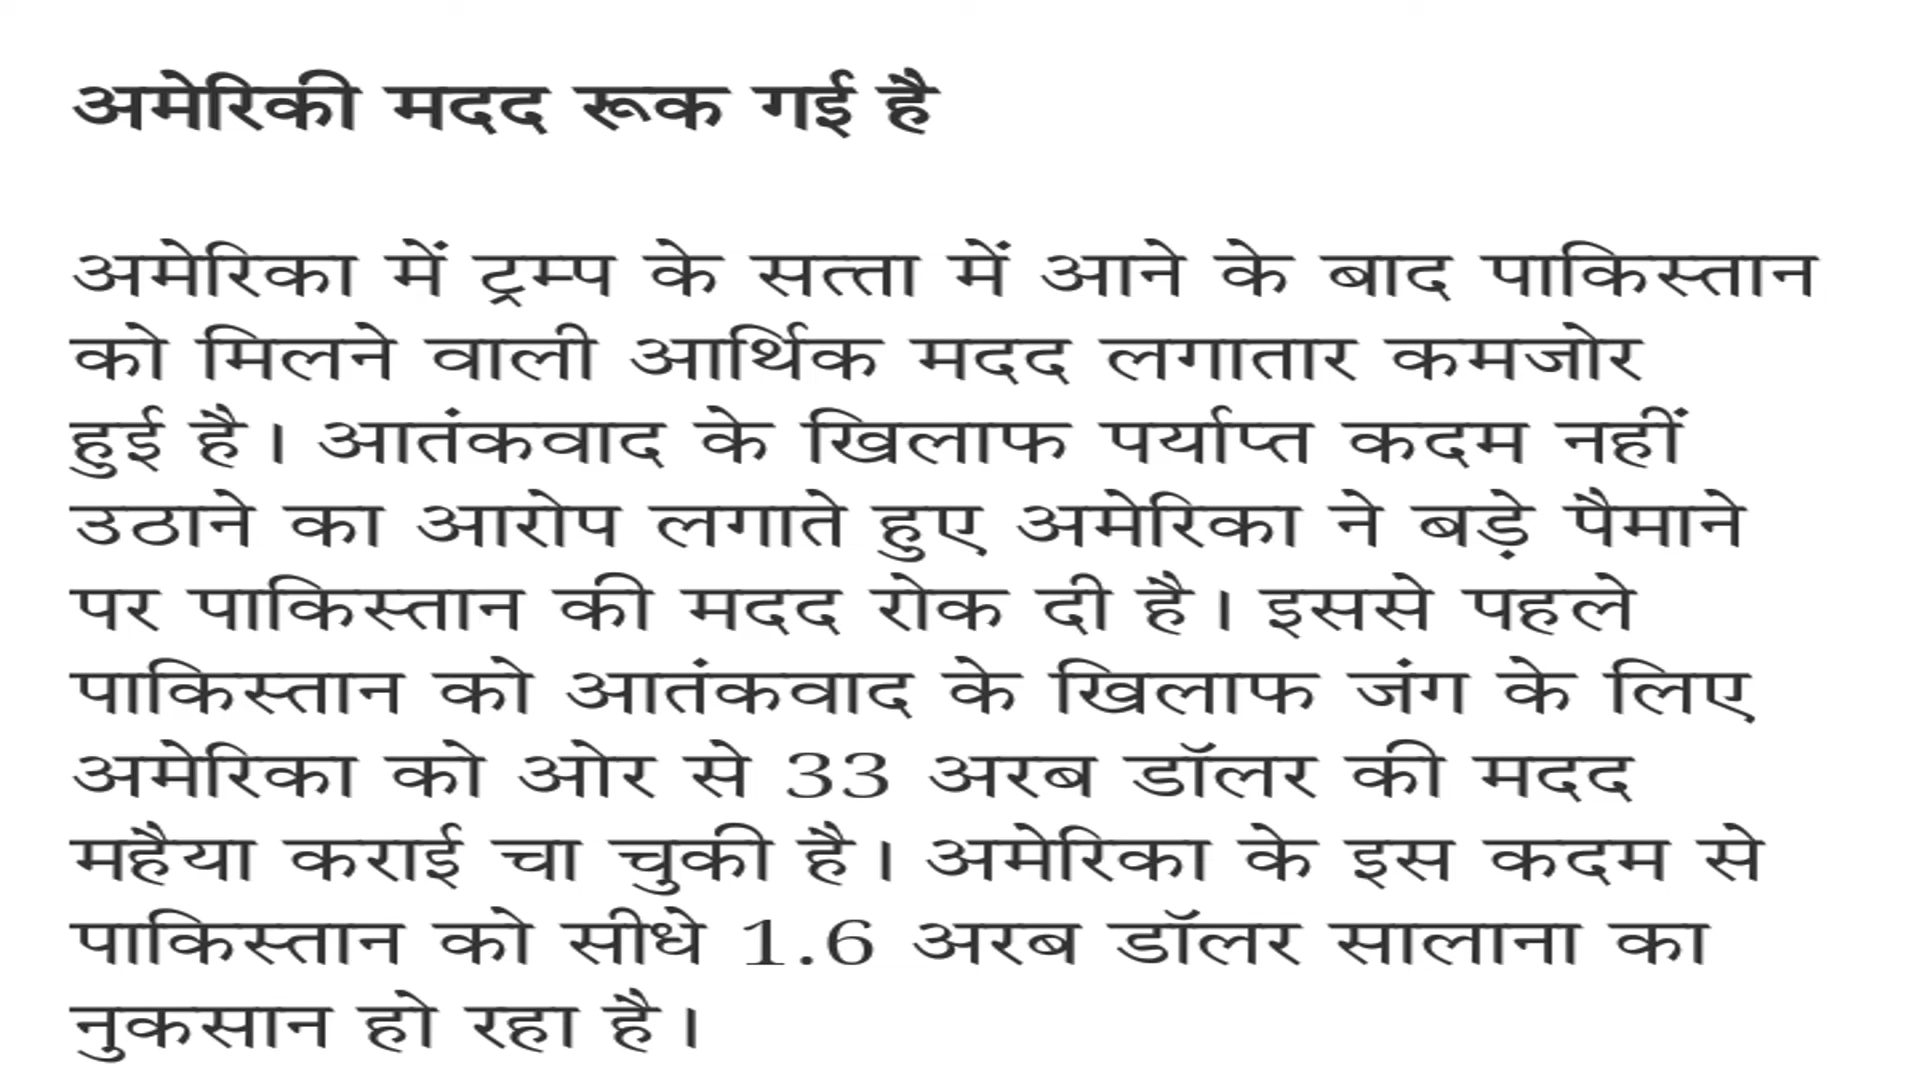 अमेरिकी मदद रूक गई है
अमेरिका में ट्रम्प के सत्ता में आने के बाद पाकिस्तान
को मिलने वाली आर्थिक मदद लगातार कमजोर
हुई है। आतंकवाद के खिलाफ पर्याप्त कदम नहीं
उठाने का आरोप लगाते हुए अमेरिका ने बड़े पैमाने
पर पाकिस्तान की मदद रोक दी है। इससे पहले
पाकिस्तान को आतंकवाद के खिलाफ जंग के लिए
अमेरिका को ओर से 33 अरब डॉलर की मदद
महैया कराई चा चुकी है। अमेरिका के इस कदम से
पाकिस्तान को सीधे 1.6 अरब डॉलर सालाना का
नुकसान हो रहा है।